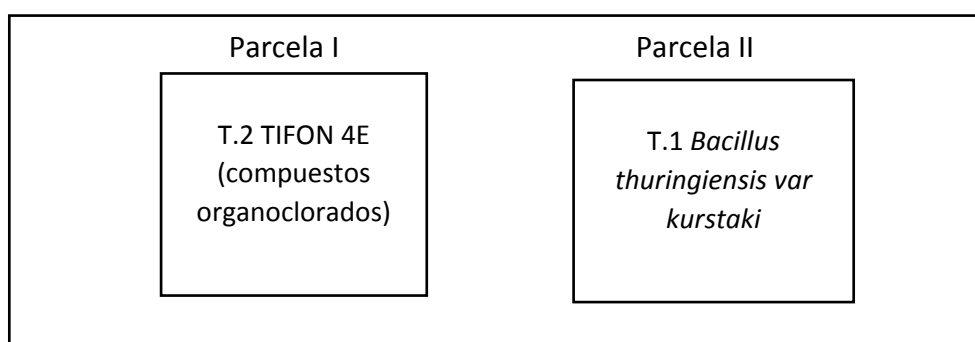 Parcela I
Parcela II
T.2 TIFON 4E
(compuestos
organoclorados)
T.1 Bacillus
thuringiensis var
kurstaki